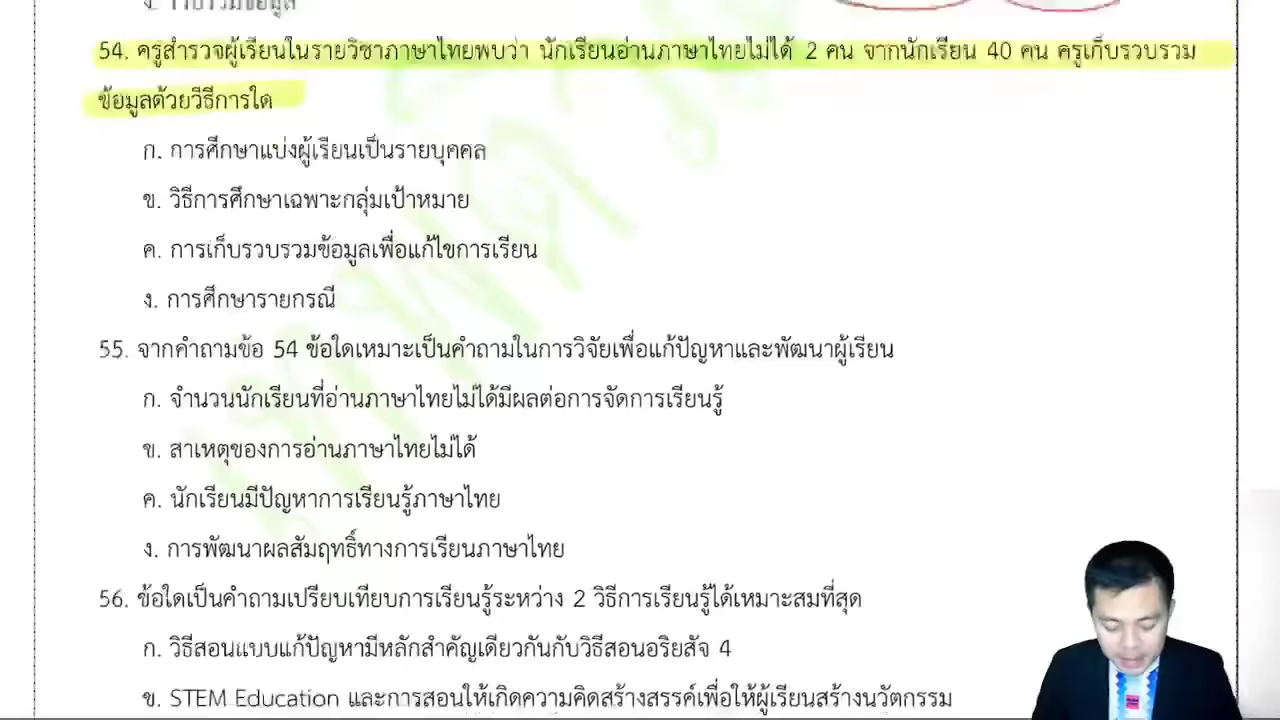 ง. รวบรวมข้อมูล
54. ครูสำรวจผู้เรียนในรายวิชาภาษาไทยพบว่า นักเรียนอ่านภาษาไทยไม่ได้ 2 คน จากนักเรียน 40 คน ครูเก็บรวบรวม
ข้อมูลด้วยวีธีการใด
ก. การศึกษาแบ่งผู้เรียนเป็นรายบุคคล
ข. วิธีการศึกษาเฉพาะกลุ่มเป้าหมาย
ค. การเก็บรวบรวมข้อมูลเพื่อแก้ไขการเรียน
ง. การศึกษารายกรณี
55. จากคำถามข้อ 54 ข้อใดเหมาะเป็นคำถามในการวิจัยเพื่อแก้ปัญหาและพัฒนาผู้เรียน
ก. จำนวนนักเรียนที่อ่านภาษาไทยไม่ได้มีผลต่อการจัดการเรียนรู้
ข. สาเหตุของการอ่านภาษาไทยไม่ได้
ค. นักเรียนมีปัญหาการเรียนรู้ภาษาไทย
ง. การพัฒนาผลสัมฤทธิ์ทางการเรียนภาษาไทย
56. ข้อใดเป็นคำถามเปรียบเทียบการเรียนรู้ระหว่าง 2 วิธีการเรียนรู้ได้เหมาะสมที่สุด
ก. วิธีสอนแบบแก้ปัญหามีหลักสำคัญเดียวกันกับวิธีสอนอริยสัจ 4
ข. STEM Education และการสอนให้เกิดความคิดสร้างสรรค์เพื่อให้ผู้เรียนสร้างนวัตกรรม